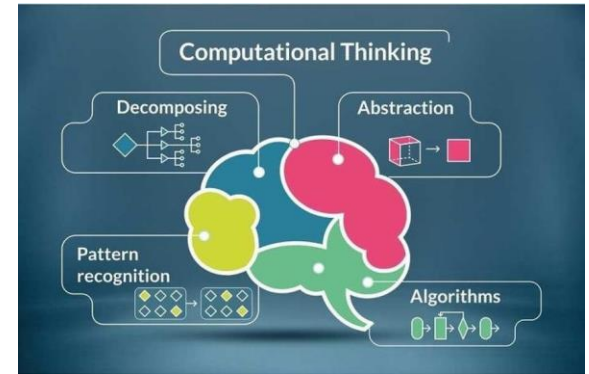 Computational Thinking
Decomposing
Abstraction
Pattern
recognition
Algorithms